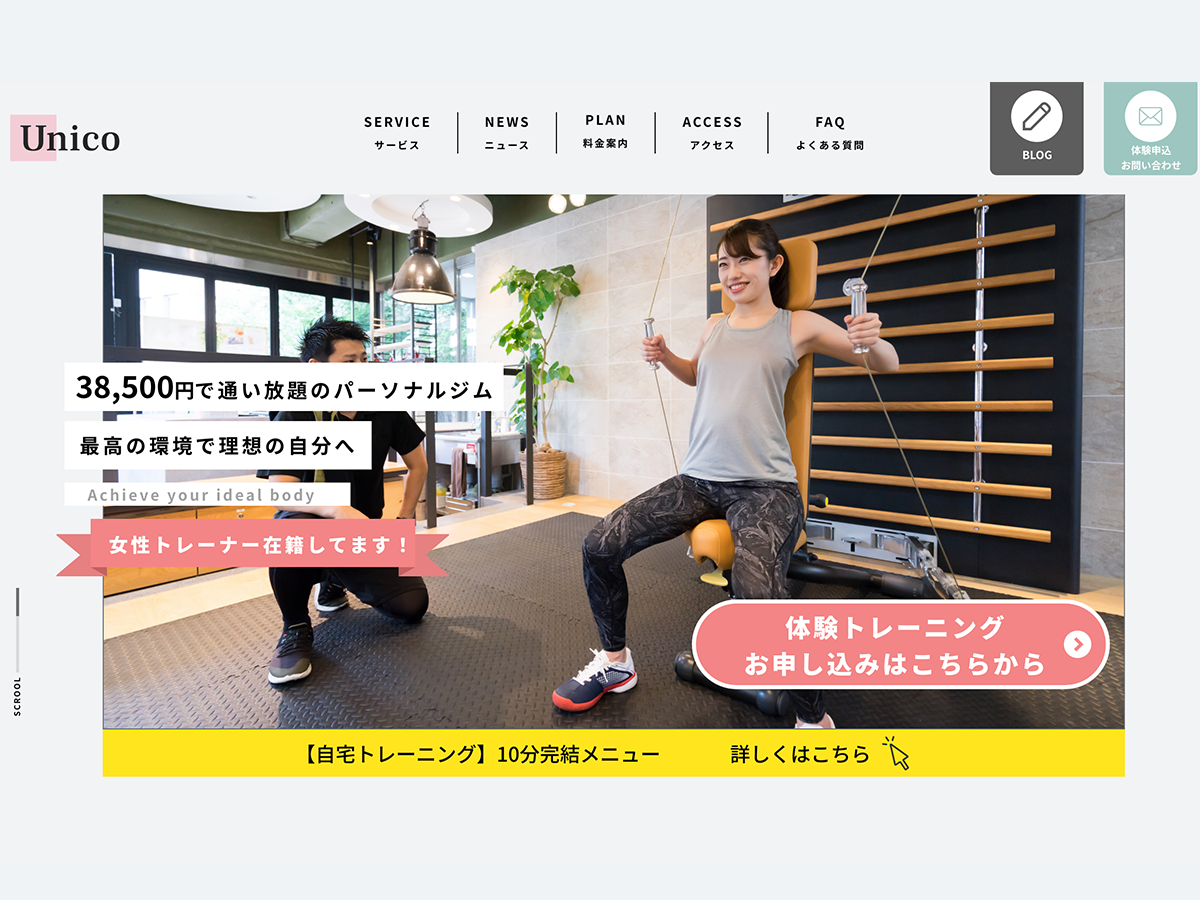 Unico
SERVICE
サービス
NEWS
ニュース
PLAN
料金案内
ACCESS
アクセス
FAQ
よくある質問
BLOG
体験申込
お問い合わせ
38,500円で通い放題のパーソナルジム
最高の環境で理想の自分へ
Achieve your ideal body
女性トレーナー在籍してます！
体験トレーニング
お申し込みはこちらから
SCROOL
【自宅トレーニング】10分完結メニュー
詳しくはこちら